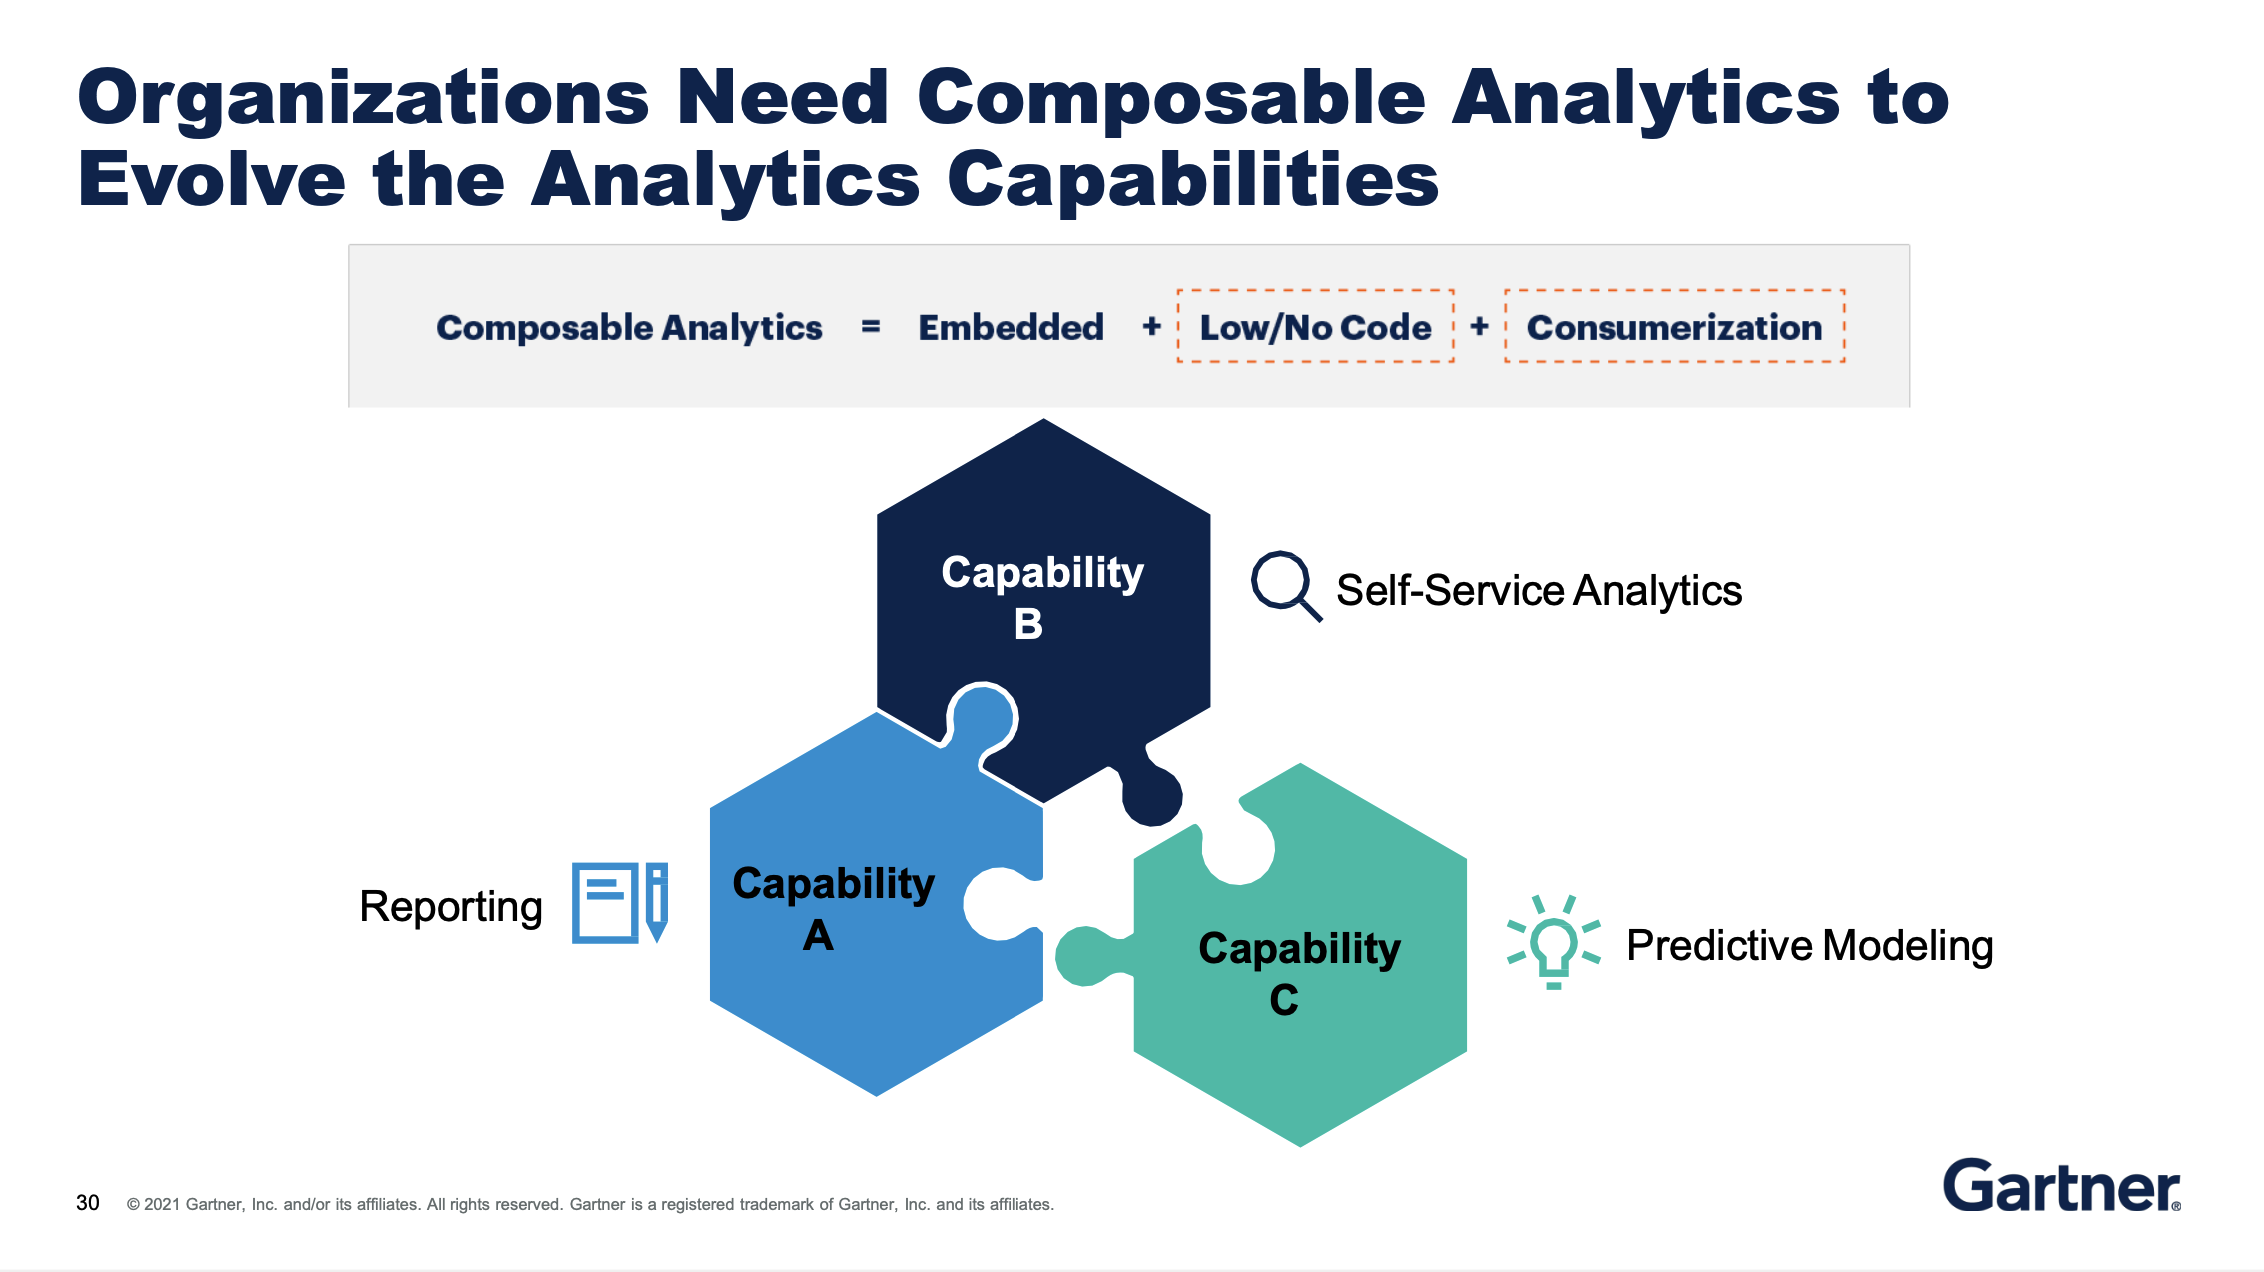 Organizations Need Composable Analytics to
Evolve the Analytics Capabilities
Composable Analytics = Embedded + Low/No Code + Consumerization
Capability
B
Self-Service Analytics
Reporting
Capability
A
Capability
C
Predictive Modeling
30 © 2021 Gartner, Inc. and/or its affiliates. All rights reserved. Gartner is a registered trademark of Gartner, Inc. and its affiliates.
Gartner®